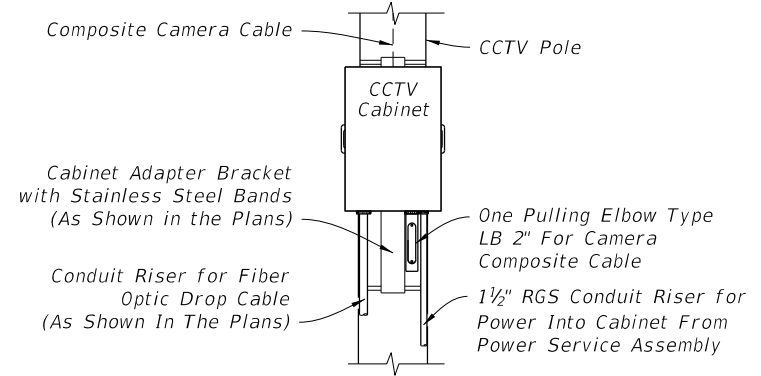 Composite Camera Cable
CCTV Pole
CCTV
Cabinet
Cabinet Adapter Bracket
with Stainless Steel Bands
(As Shown in the Plans)
One Pulling Elbow Type
LB 2" For Camera
Composite Cable
Conduit Riser for Fiber
Optic Drop Cable
(As Shown In The Plans)
1½" RGS Conduit Riser for
Power Into Cabinet From
Power Service Assembly